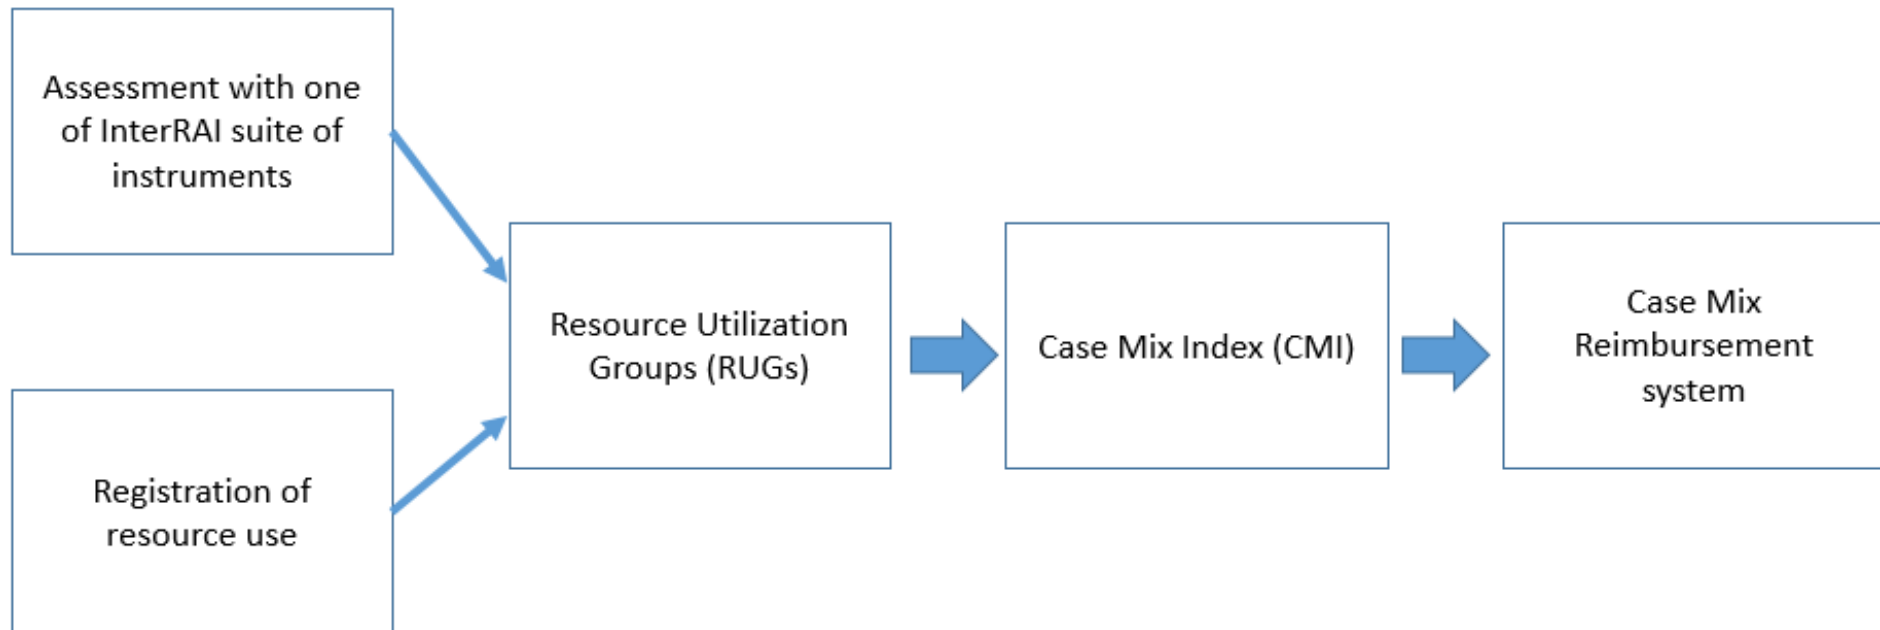 Assessment with one
of InterRAI suite of
instruments
Registration of
resource use
Resource Utilization
Groups (RUGs)
Case Mix Index (CMI)
Case Mix
Reimbursement
system